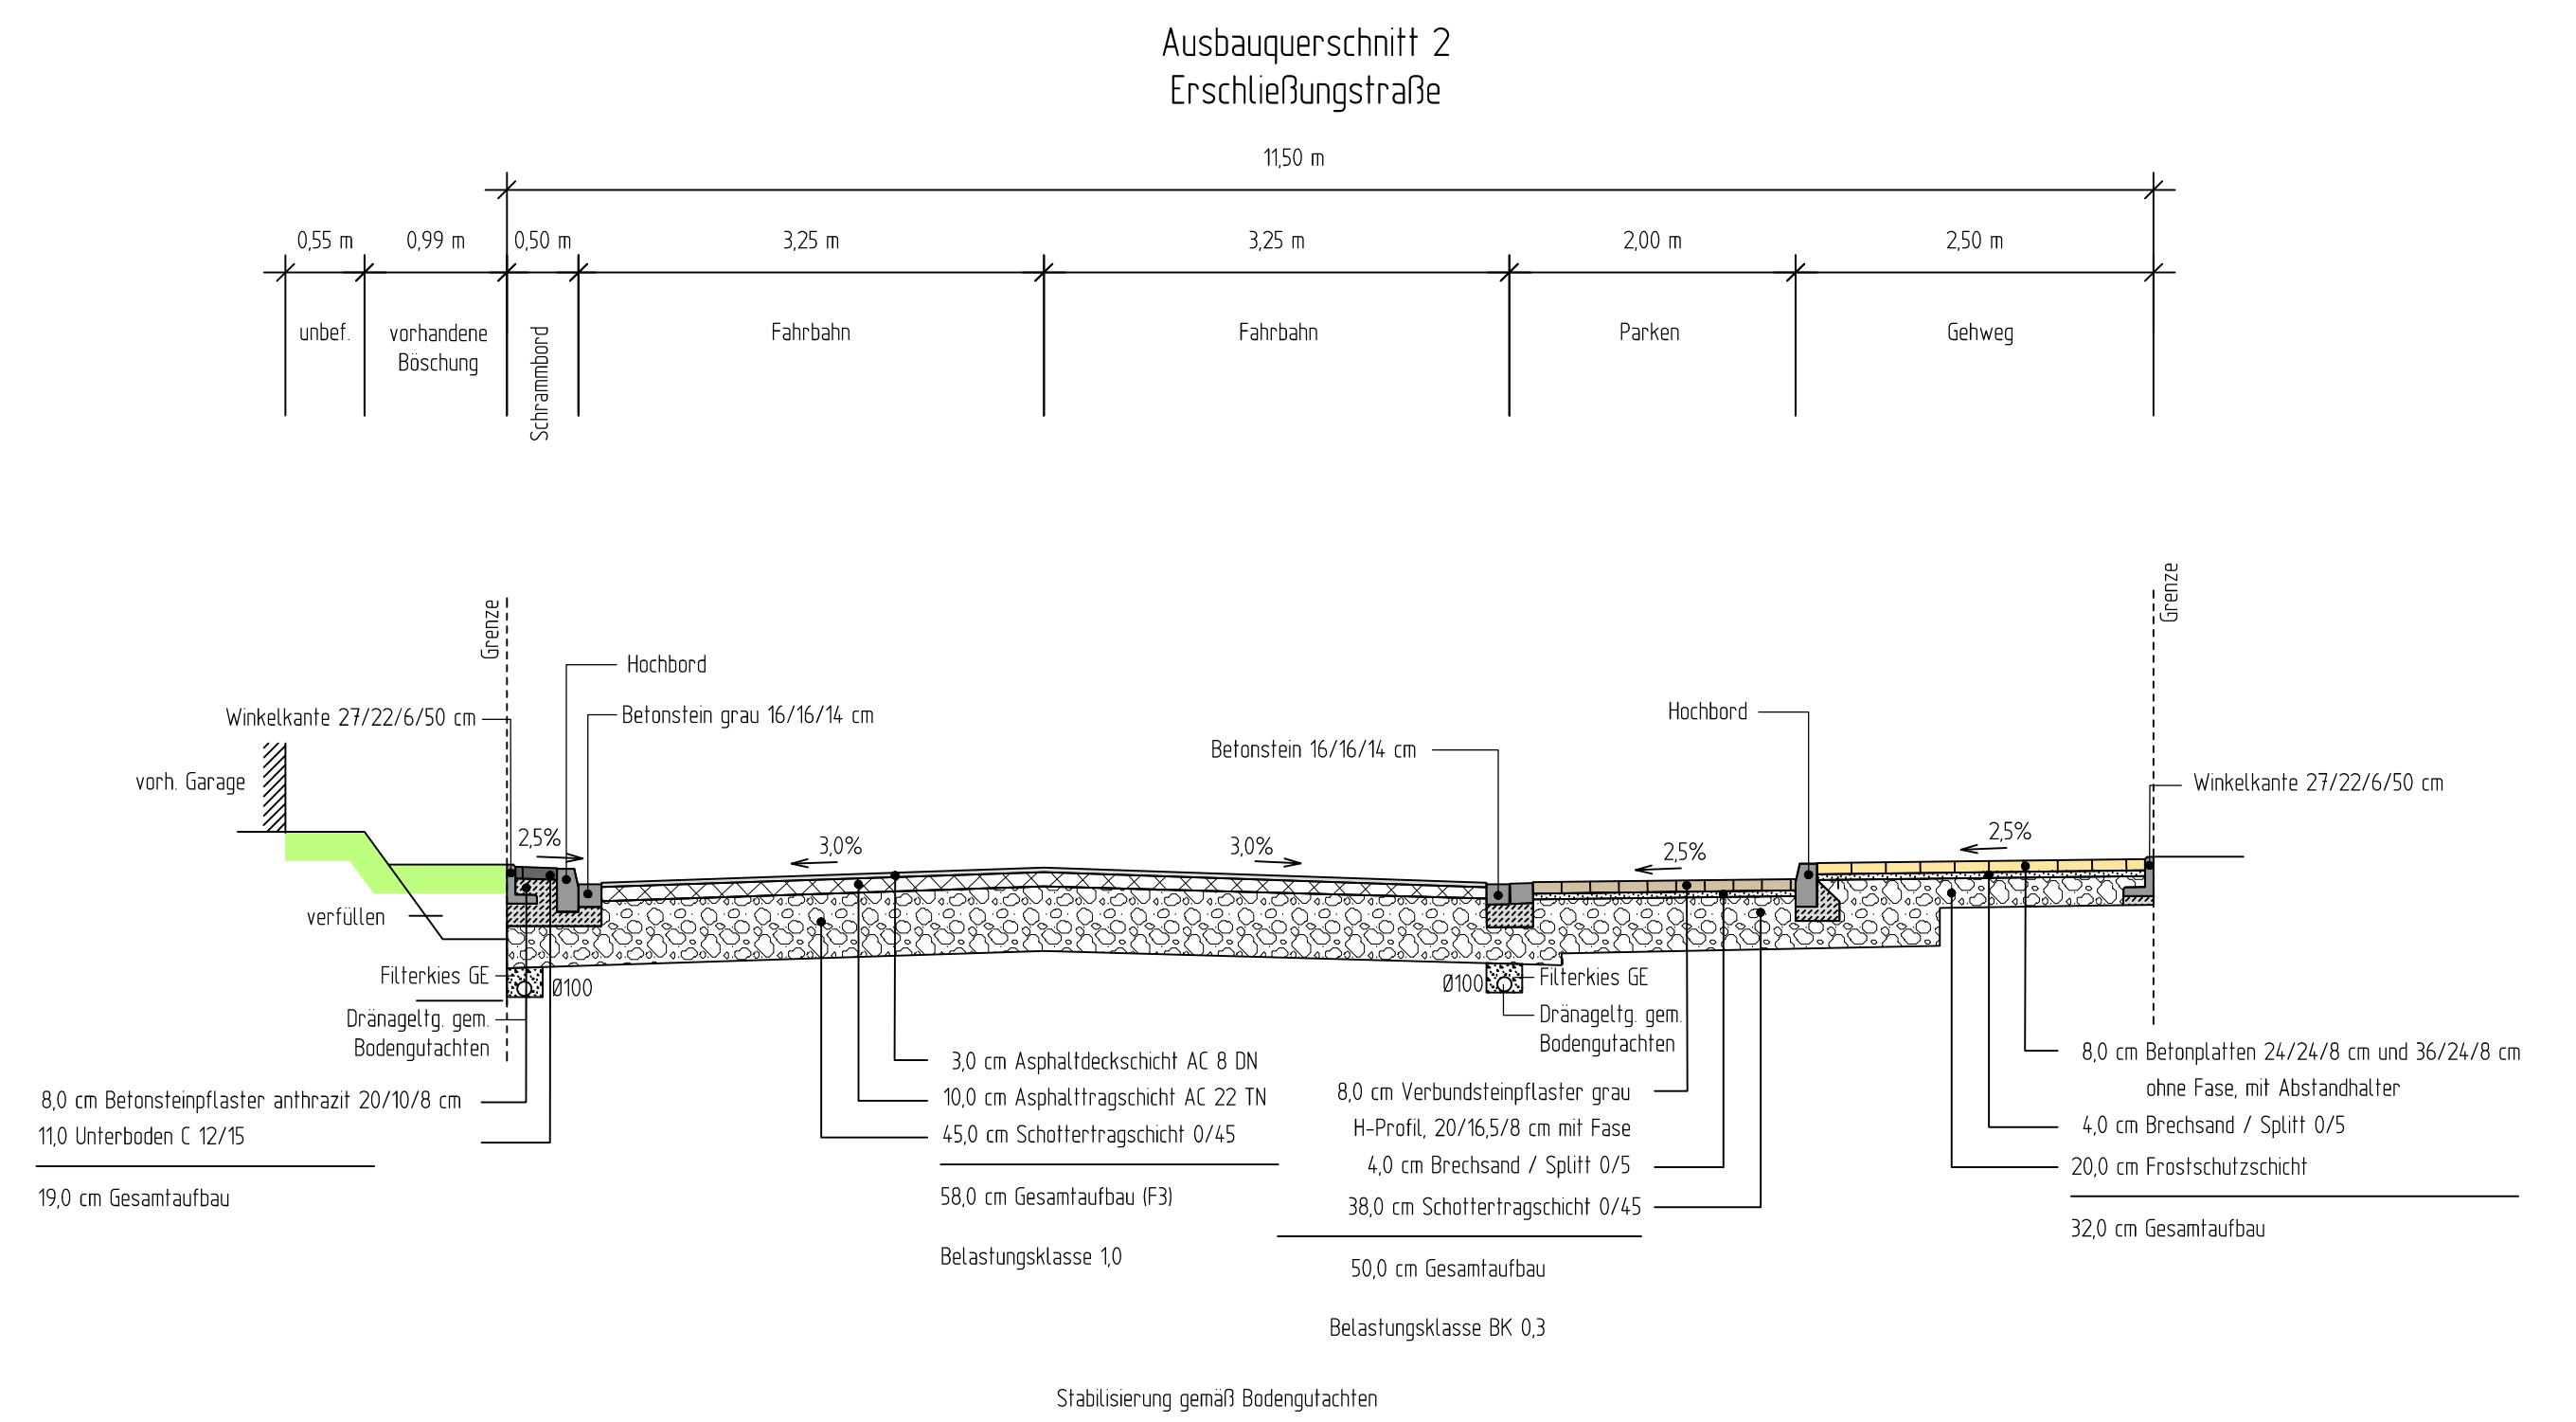 Ausbauquerschnitt 2
Erschließungstraße
11,50 m
0,55 m
0,99 m
0,50 m
3,25 m
3,25 m
2,00 m
2,50 m
unbef.
vorhandene
Böschung
Schrammbord
Fahrbahn
Fahrbahn
Parken
Gehweg
Grenze
Grenze
Hochbord
Winkelkante 27/22/6/50 cm
Betonstein grau 16/16/14 cm
Hochbord
Betonstein 16/16/14 cm
vorh. Garage
Winkelkante 27/22/6/50 cm
2,5%
3,0%
3,0%
2,5%
2,5%
verfüllen
Filterkies GE
Ø100
Dränageltg. gem.
Bodengutachten
Ø100
Filterkies GE
Dränageltg. gem.
Bodengutachten
8,0 cm Betonsteinpflaster anthrazit 20/10/8 cm
11,0 Unterboden C 12/15
19,0 cm Gesamtaufbau
3,0 cm Asphaltdeckschicht AC 8 DN
10,0 cm Asphalttragschicht AC 22 TN
45,0 cm Schottertragschicht 0/45
58,0 cm Gesamtaufbau (F3)
Belastungsklasse 1,0
8,0 cm Verbundsteinpflaster grau
H-Profil, 20/16,5/8 cm mit Fase
4,0 cm Brechsand / Splitt 0/5
38,0 cm Schottertragschicht 0/45
50,0 cm Gesamtaufbau
Belastungsklasse BK 0,3
8,0 cm Betonplatten 24/24/8 cm und 36/24/8 cm
ohne Fase, mit Abstandhalter
4,0 cm Brechsand / Splitt 0/5
20,0 cm Frostschutzschicht
32,0 cm Gesamtaufbau
Stabilisierung gemäß Bodengutachten